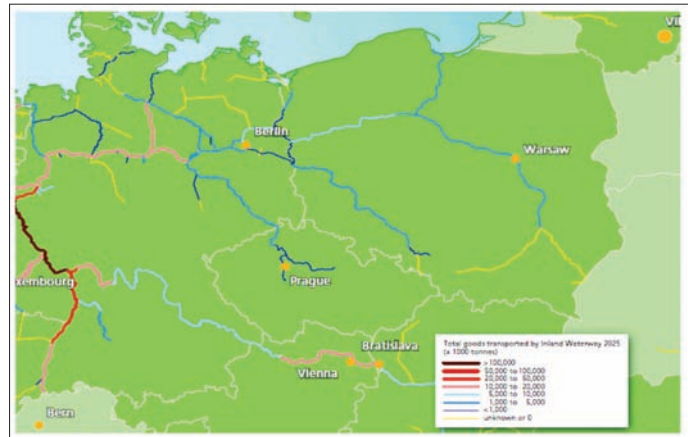 Berlin
Warsaw
Prague
Bratislava
Vienna
Bern
Total goods transported by Inland Waterway 2025
(x 1000 tonnes)
>100,000
50,000 to 100,000
20,000 to 50,000
10,000 to 20,000
5,000 to 10,000
1,000 to 5,000
<1,000
unknown or 0